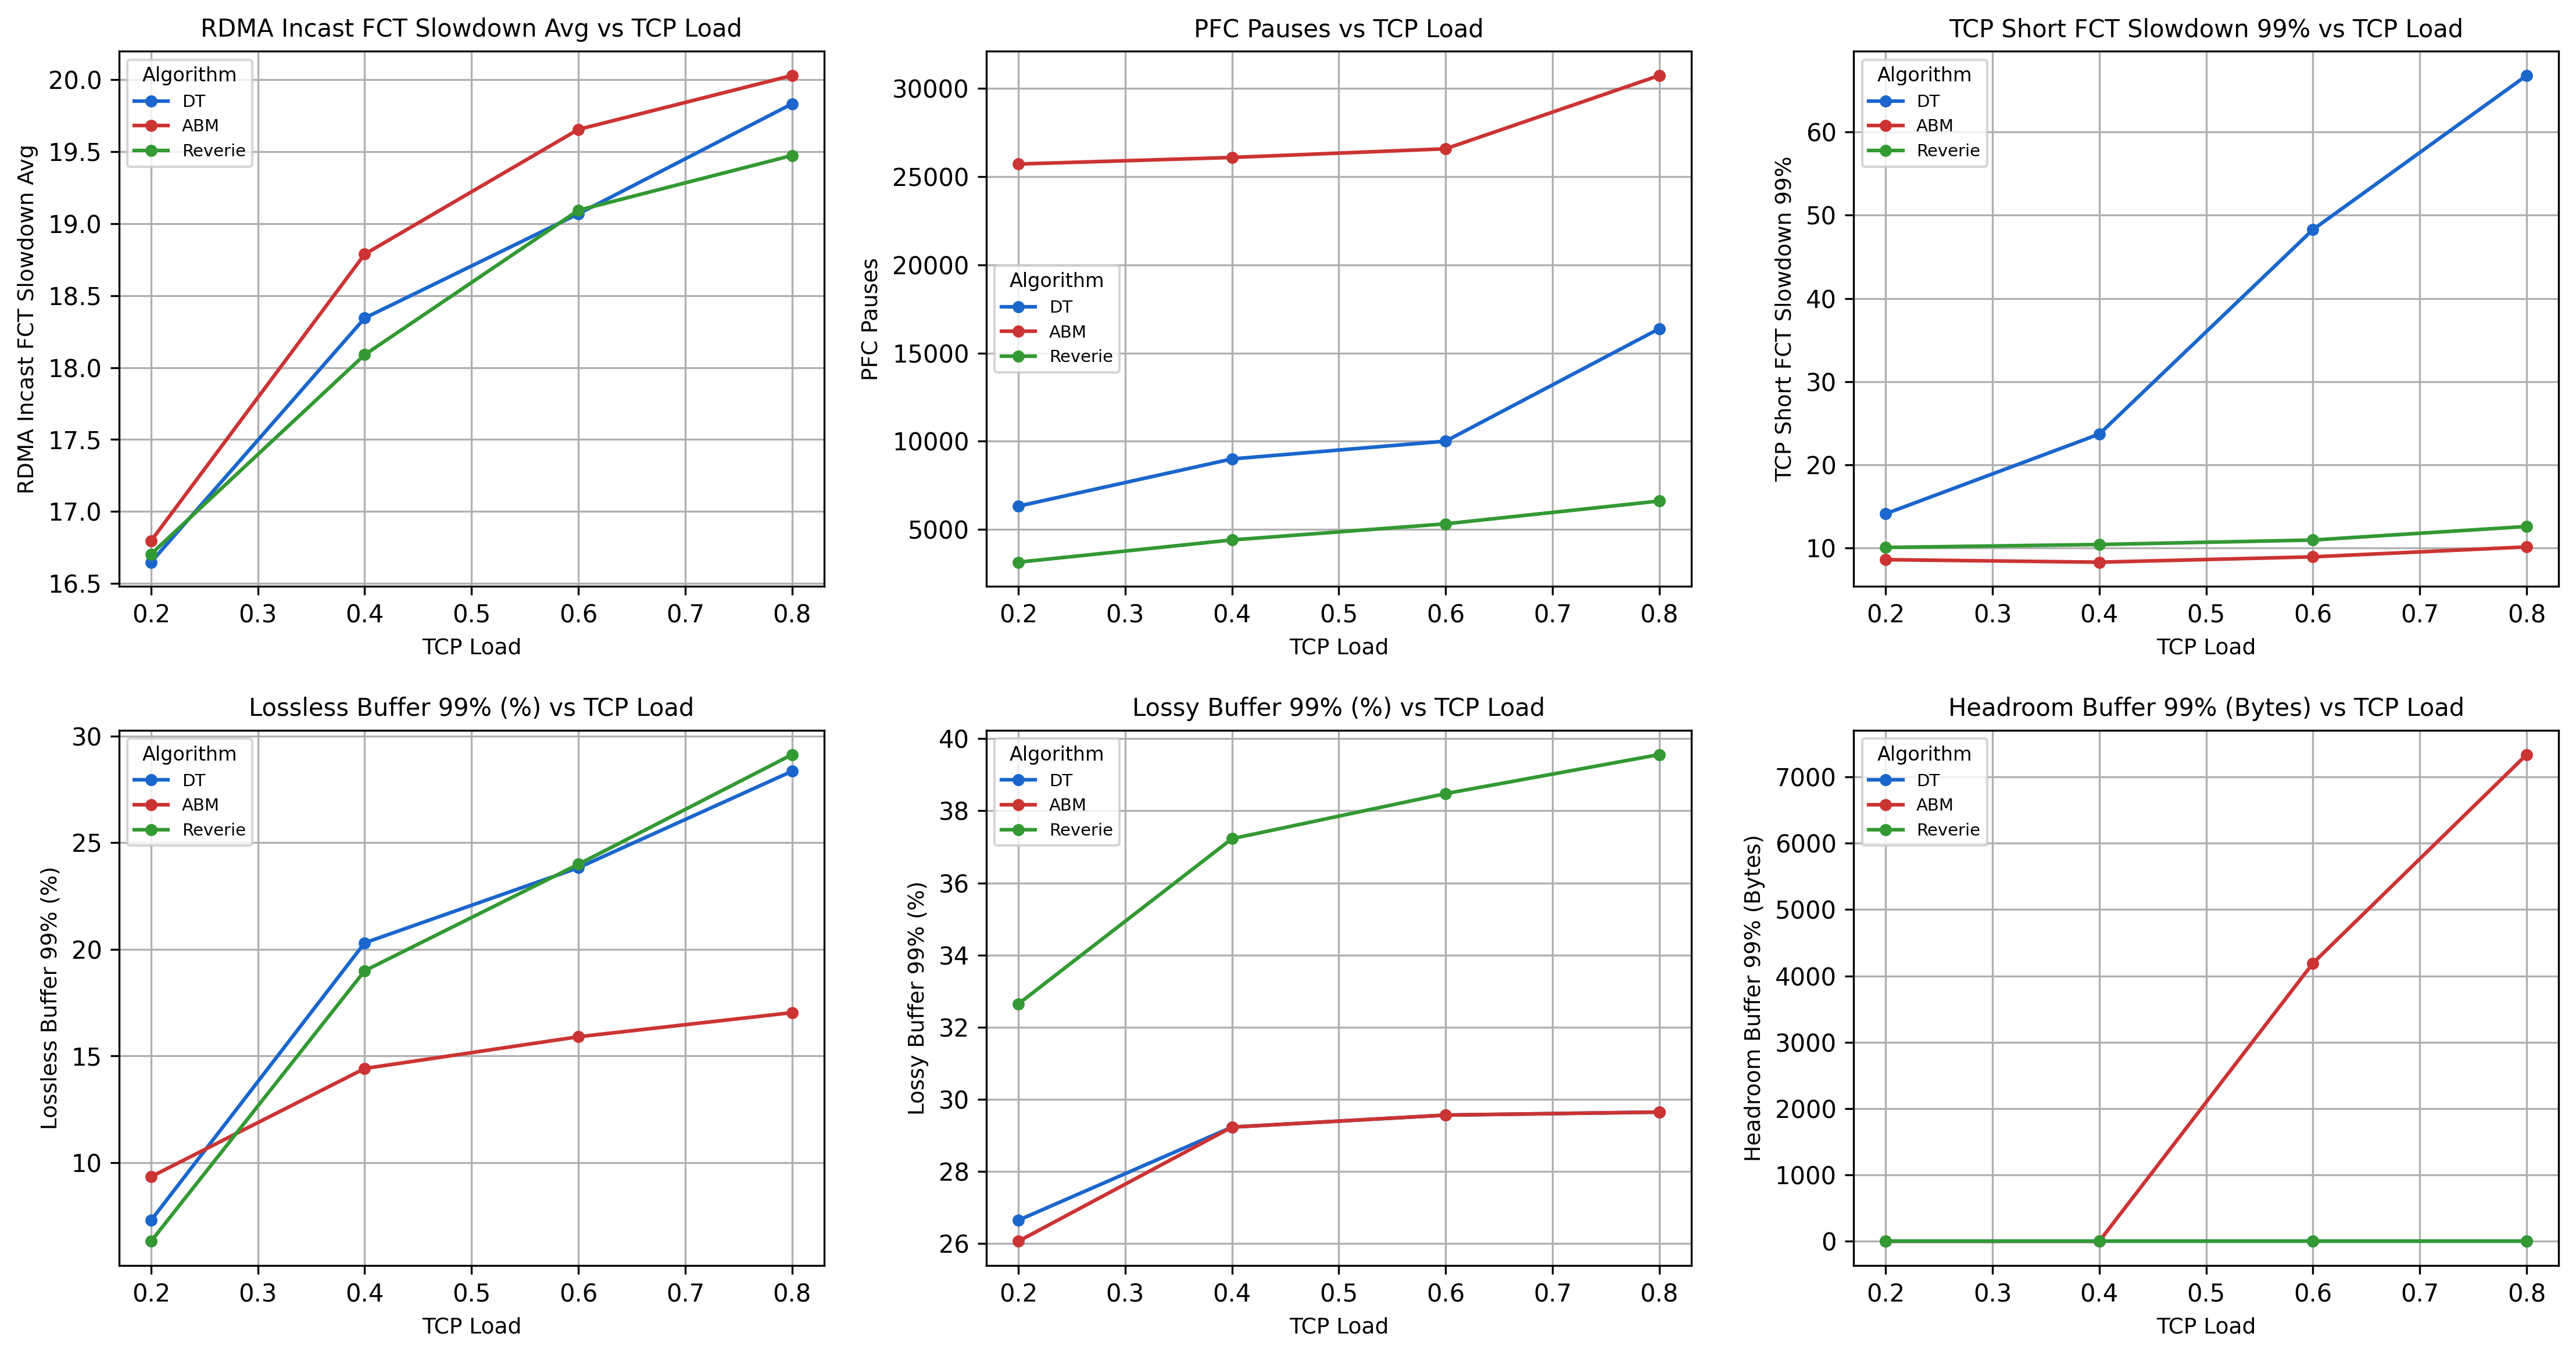 RDMA Incast FCT Slowdown Avg vs TCP Load
RDMA Incast FCT Slowdown Avg
20.0
19.5
19.0
18.5
18.0
17.5
17.0
16.5
Algorithm
DT
ABM
Reverie
0.2 0.3 0.4 0.5 0.6 0.7 0.8
TCP Load
PFC Pauses vs TCP Load
PFC Pauses
30000
25000
20000
15000
10000
5000
Algorithm
DT
ABM
Reverie
0.2 0.3 0.4 0.5 0.6 0.7 0.8
TCP Load
TCP Short FCT Slowdown 99% vs TCP Load
TCP Short FCT Slowdown 99%
60
50
40
30
20
10
Algorithm
DT
ABM
Reverie
0.2 0.3 0.4 0.5 0.6 0.7 0.8
TCP Load
Lossless Buffer 99% (%) vs TCP Load
Lossless Buffer 99% (%)
30
25
20
15
10
Algorithm
DT
ABM
Reverie
0.2 0.3 0.4 0.5 0.6 0.7 0.8
TCP Load
Lossy Buffer 99% (%) vs TCP Load
Lossy Buffer 99% (%)
40
38
36
34
32
30
28
26
Algorithm
DT
ABM
Reverie
0.2 0.3 0.4 0.5 0.6 0.7 0.8
TCP Load
Headroom Buffer 99% (Bytes) vs TCP Load
Headroom Buffer 99% (Bytes)
7000
6000
5000
4000
3000
2000
1000
0
Algorithm
DT
ABM
Reverie
0.2 0.3 0.4 0.5 0.6 0.7 0.8
TCP Load